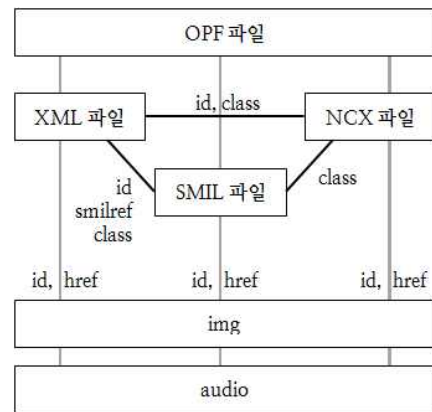 OPF 파일
id, class
XML 파일
NCX 파일
SMIL 파일
class
id
smilref
class
id, href
id, href
id, href
img
audio